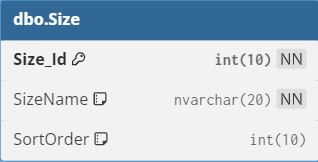 dbo.Size
Size_Id int(10) NN
SizeName nvarchar(20) NN
SortOrder int(10)